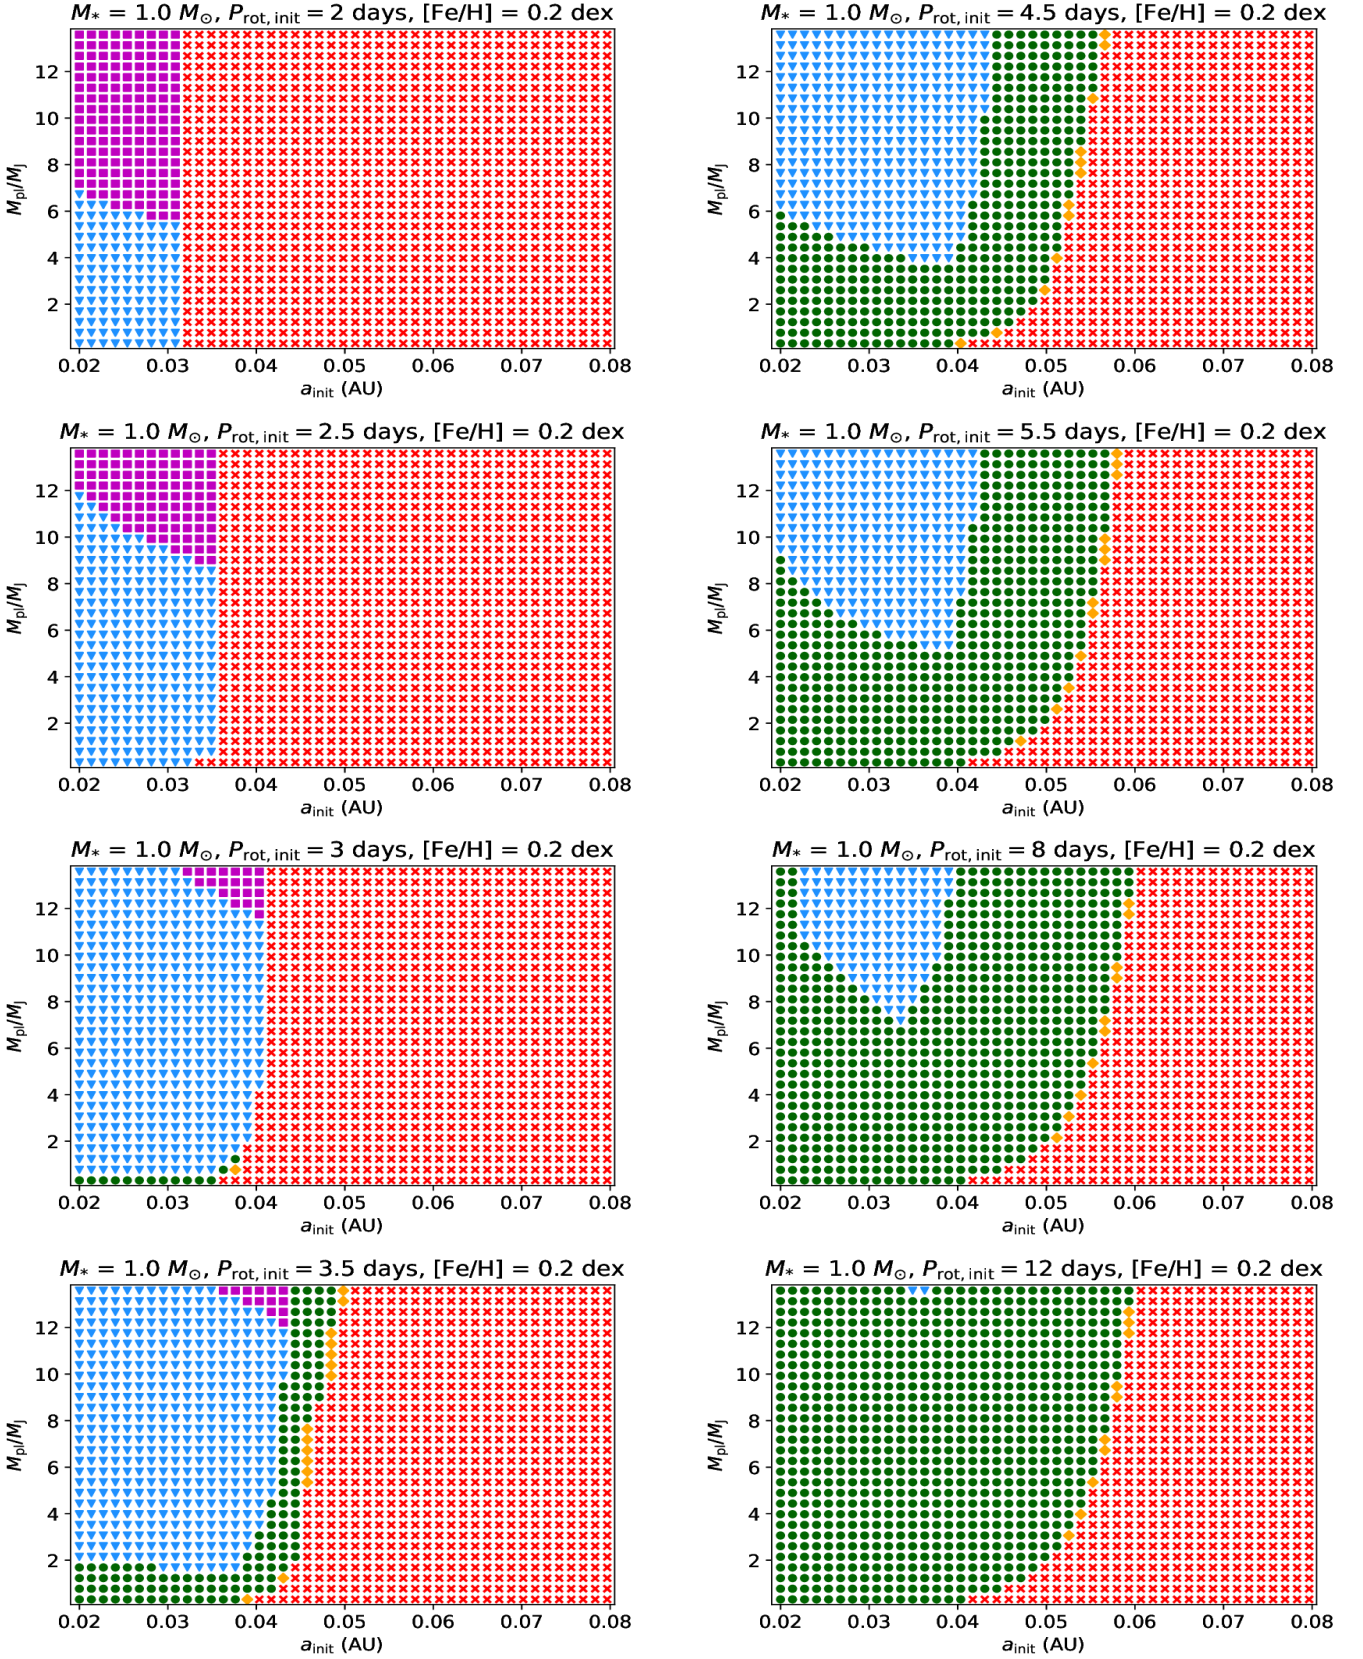 M* = 1.0 M⊙, Prot, init = 2 days, [Fe/H] = 0.2 dex
Mpl/MJ
12
10
8
6
4
2
0.02 0.03 0.04 0.05 0.06 0.07 0.08
ainit (AU)
M* = 1.0 M⊙, Prot, init = 4.5 days, [Fe/H] = 0.2 dex
Mpl/MJ
12
10
8
6
4
2
0.02 0.03 0.04 0.05 0.06 0.07 0.08
ainit (AU)
M* = 1.0 M⊙, Prot, init = 2.5 days, [Fe/H] = 0.2 dex
Mpl/MJ
12
10
8
6
4
2
0.02 0.03 0.04 0.05 0.06 0.07 0.08
ainit (AU)
M* = 1.0 M⊙, Prot, init = 5.5 days, [Fe/H] = 0.2 dex
Mpl/MJ
12
10
8
6
4
2
0.02 0.03 0.04 0.05 0.06 0.07 0.08
ainit (AU)
M* = 1.0 M⊙, Prot, init = 3 days, [Fe/H] = 0.2 dex
Mpl/MJ
12
10
8
6
4
2
0.02 0.03 0.04 0.05 0.06 0.07 0.08
ainit (AU)
M* = 1.0 M⊙, Prot, init = 8 days, [Fe/H] = 0.2 dex
Mpl/MJ
12
10
8
6
4
2
0.02 0.03 0.04 0.05 0.06 0.07 0.08
ainit (AU)
M* = 1.0 M⊙, Prot, init = 3.5 days, [Fe/H] = 0.2 dex
Mpl/MJ
12
10
8
6
4
2
0.02 0.03 0.04 0.05 0.06 0.07 0.08
ainit (AU)
M* = 1.0 M⊙, Prot, init = 12 days, [Fe/H] = 0.2 dex
Mpl/MJ
12
10
8
6
4
2
0.02 0.03 0.04 0.05 0.06 0.07 0.08
ainit (AU)